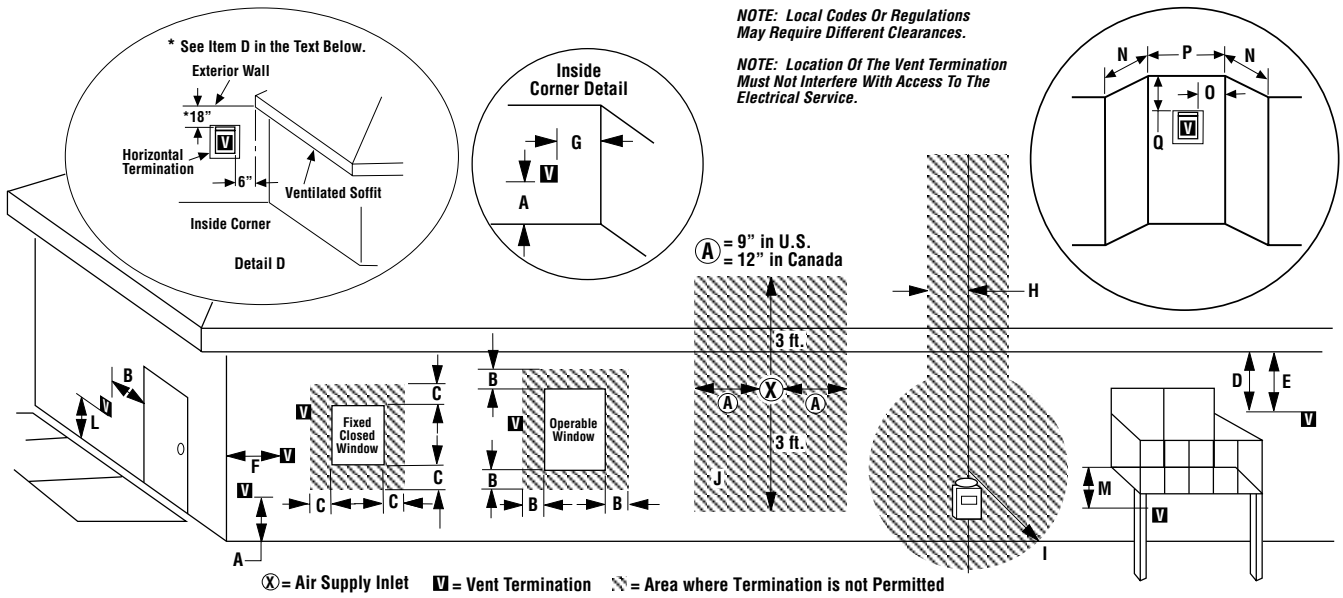 * See Item D in the Text Below.
Exterior Wall
*18"
V
Horizontal
Termination
6"
Ventilated Soffit
Inside Corner
Detail D
Inside
Corner Detail
G
V
A
NOTE: Local Codes Or Regulations
May Require Different Clearances.
NOTE: Location Of The Vent Termination
Must Not Interfere With Access To The
Electrical Service.
N P N
O
Q
V
A = 9" in U.S.
= 12" in Canada
H
3 ft.
A X A
3 ft.
J
I
B
V
L
F
V
V
A
V
Fixed
Closed
Window
C
C
C
C
V
Operable
Window
B
B
B
B
D
E
V
M
V
X = Air Supply Inlet V = Vent Termination = Area where Termination is not Permitted